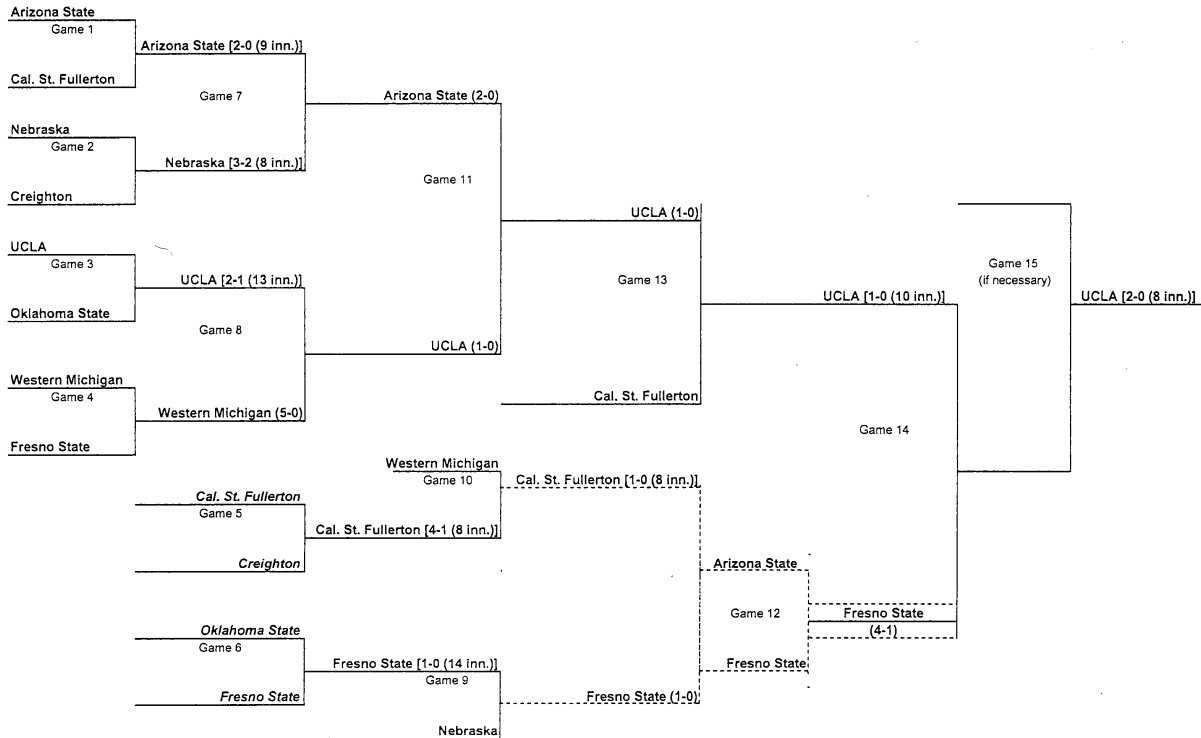 Arizona State
Game 1
Arizona State [2-0 (9 inn.)]
Cal. St. Fullerton
Game 7
Arizona State (2-0)
Nebraska
Game 2
Nebraska [3-2 (8 inn.)]
Creighton
Game 11
UCLA (1-0)
UCLA
Game 3
UCLA [2-1 (13 inn.)]
Oklahoma State
Game 8
UCLA (1-0)
Western Michigan
Game 4
Western Michigan (5-0)
Fresno State
Game 13
Cal. St. Fullerton
UCLA [1-0 (10 inn.)]
Game 15
(if necessary)
UCLA [2-0 (8 inn.)]
Game 14
Western Michigan
Game 10
Cal. St. Fullerton [1-0 (8 inn.)]
Cal. St. Fullerton
Game 5
Cal. St. Fullerton [4-1 (8 inn.)]
Creighton
Arizona State
Game 12
Fresno State
(4-1)
Fresno State
Oklahoma State
Game 6
Fresno State [1-0 (14 inn.)]
Fresno State
Game 9
Fresno State (1-0)
Nebraska